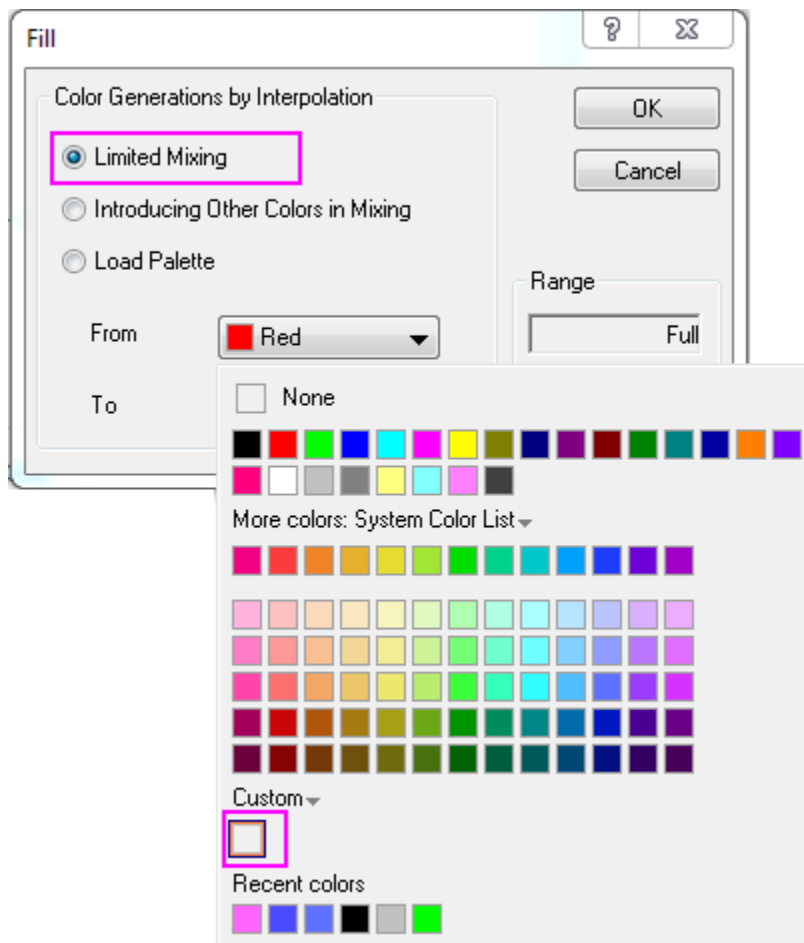 Fill
Color Generations by Interpolation
OK
Limited Mixing
Cancel
Introducing Other Colors in Mixing
Load Palette
Range
From
Red
Full
To
None
More colors: System Color List
Custom
Recent colors